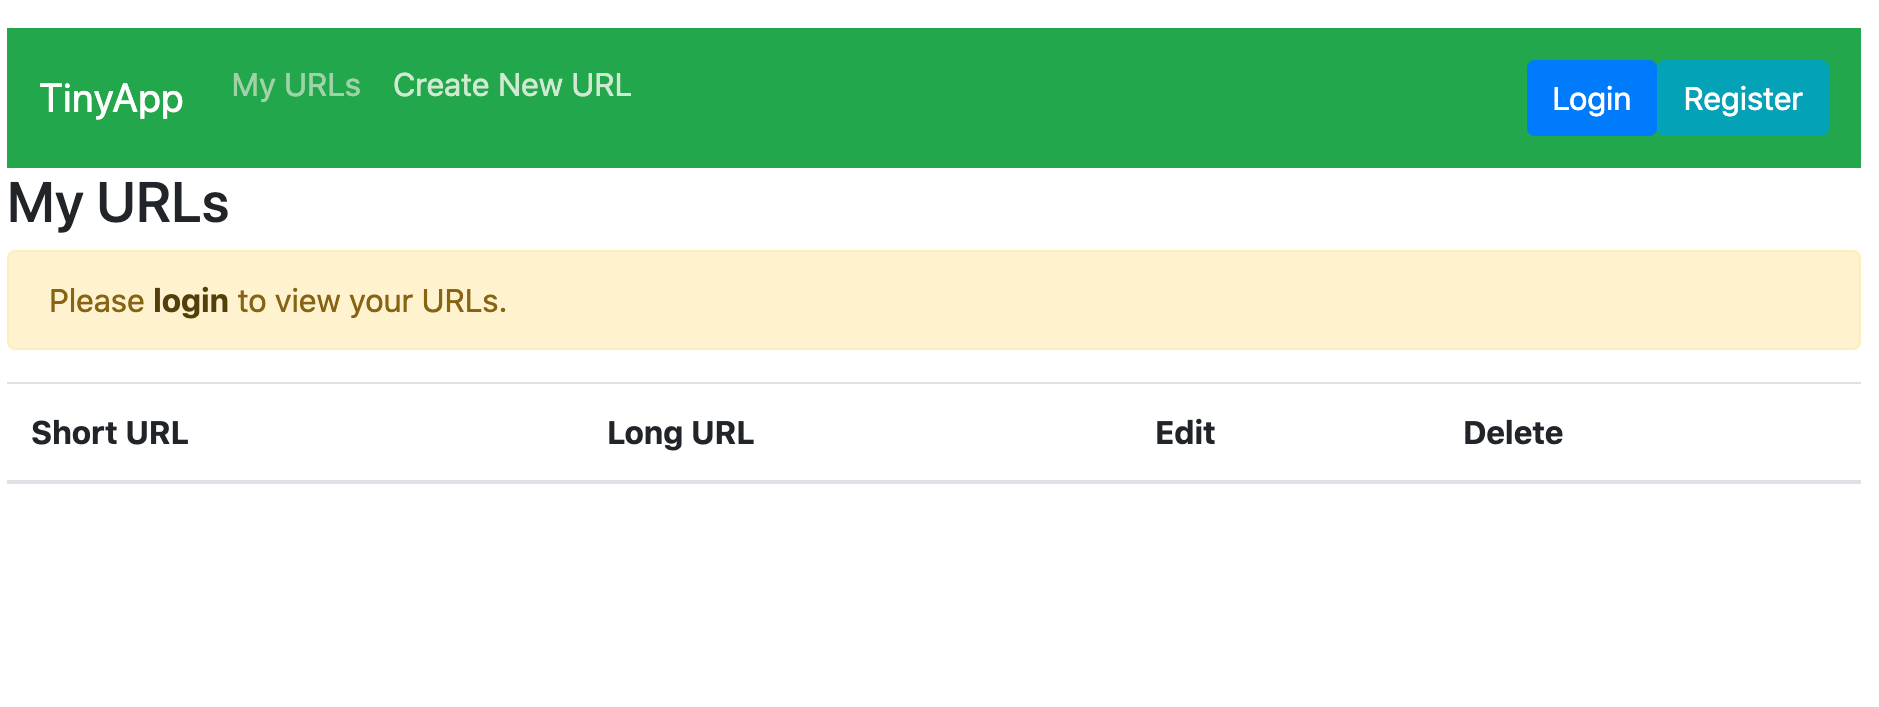 TinyApp My URLs Create New URL Login Register
My URLs
Please login to view your URLs.
Short URL Long URL Edit Delete